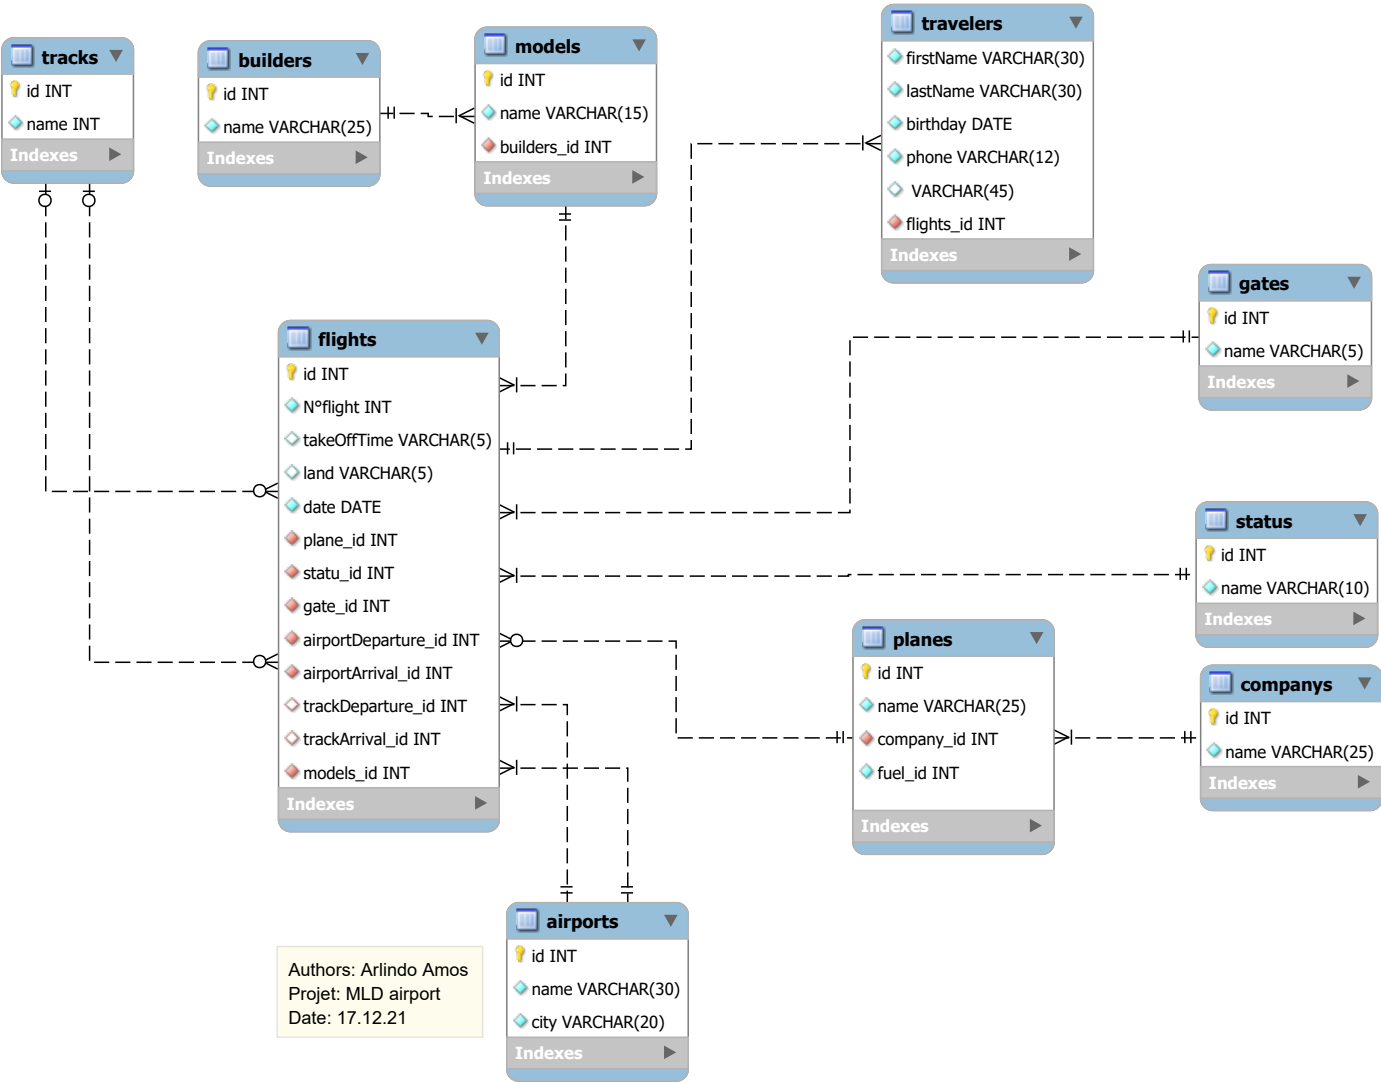 tracks
id INT
name INT
Indexes
builders
id INT
name VARCHAR(25)
Indexes
models
id INT
name VARCHAR(15)
builders_id INT
Indexes
travelers
firstName VARCHAR(30)
lastName VARCHAR(30)
birthday DATE
phone VARCHAR(12)
VARCHAR(45)
flights_id INT
Indexes
gates
id INT
name VARCHAR(5)
Indexes
flights
id INT
N°flight INT
takeOffTime VARCHAR(5)
land VARCHAR(5)
date DATE
plane_id INT
statu_id INT
gate_id INT
airportDeparture_id INT
airportArrival_id INT
trackDeparture_id INT
trackArrival_id INT
models_id INT
Indexes
status
id INT
name VARCHAR(10)
Indexes
planes
id INT
name VARCHAR(25)
company_id INT
fuel_id INT
Indexes
companys
id INT
name VARCHAR(25)
Indexes
airports
id INT
name VARCHAR(30)
city VARCHAR(20)
Indexes
Authors: Arlindo Amos
Projet: MLD airport
Date: 17.12.21